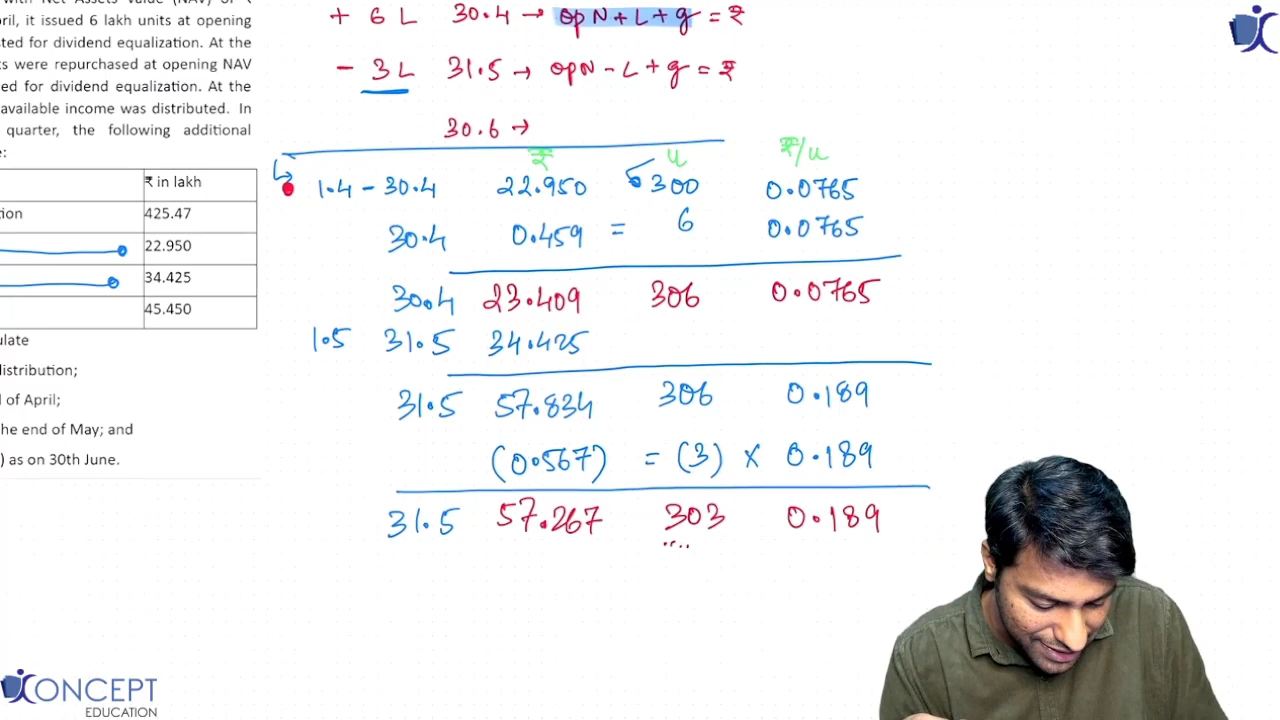 with Net Assets Value (NAV) of ₹
pril, it issued 6 lakh units at opening
sted for dividend equalization. At the
ts were repurchased at opening NAV
ed for dividend equalization. At the
available income was distributed. In
quarter, the following additional
e:
₹ in lakh
tion 425.47
22.950
34.425
45.450
ulate
distribution;
l of April;
he end of May; and
) as on 30th June.
+ 6 L 30.4 → opN + L + g = ₹
- 3L 31.5 → opN - L + g = ₹
30.6 →
₹ u ₹/u
1.4 - 30.4 22.950 300 0.0765
30.4 0.459 = 6 0.0765
30.4 23.409 306 0.0765
1.5 31.5 34.425
31.5 57.834 306 0.189
(0.567) = (3) × 0.189
31.5 57.267 303 0.189
CONCEPT
EDUCATION